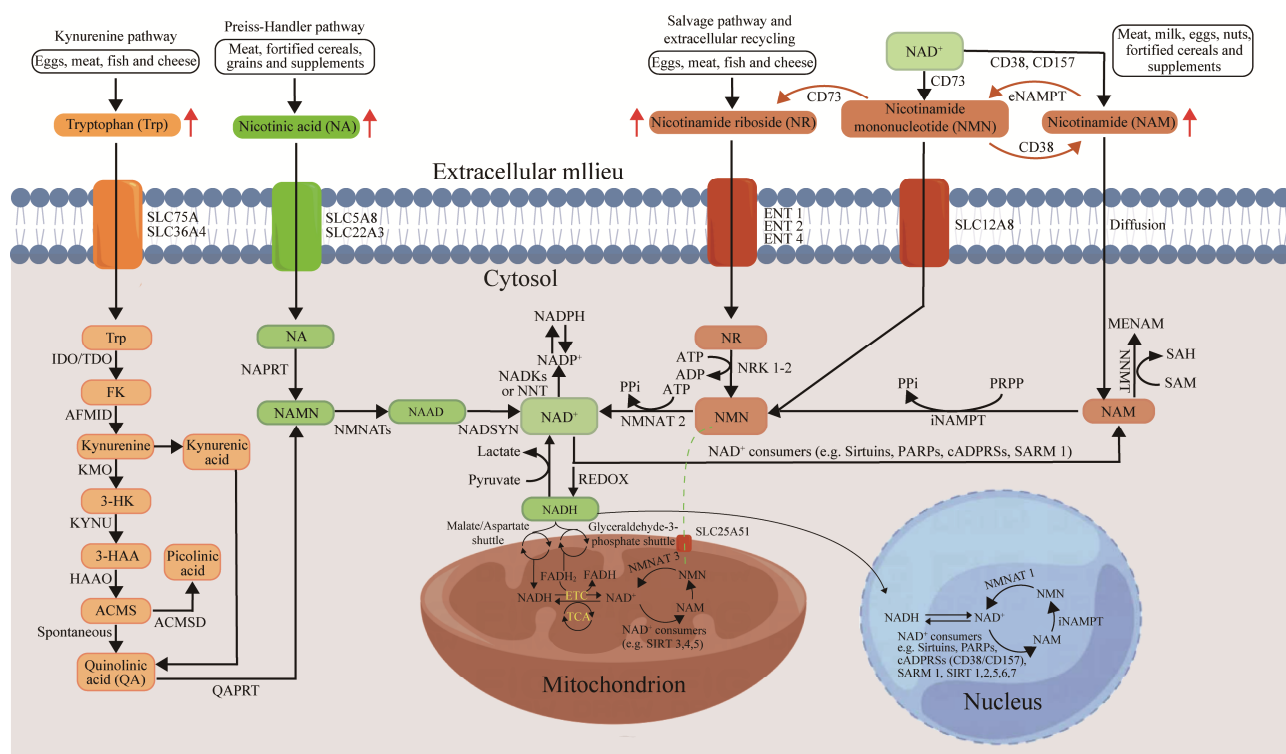 Kynurenine pathway
Eggs, meat, fish and cheese
Tryptophan (Trp)
SLC75A
SLC36A4
Trp
IDO/TDO
FK
AFMID
Kynurenine
Kynurenic
acid
KMO
3-HK
KYNU
3-HAA
Picolinic
acid
HAAO
ACMS
ACMSD
Spontaneous
Quinolinic
acid (QA)
QAPRT
Preiss-Handler pathway
Meat, fortified cereals,
grains and supplements
Nicotinic acid (NA)
SLC5A8
SLC22A3
NA
NAPRT
NAMN
NMNATs
NAAD
NADSYN
NAD+
Extracellular mllieu
Cytosol
NADPH
NADP+
NADKs
or NNT
Lactate
Pyruvate
REDOX
NADH
Salvage pathway and
extracellular recycling
Eggs, meat, fish and cheese
Nicotinamide riboside (NR)
CD73
NAD+
CD73
CD38, CD157
Nicotinamide
mononucleotide (NMN)
eNAMPT
CD38
Meat, milk, eggs, nuts,
fortified cereals and
supplements
Nicotinamide (NAM)
ENT 1
ENT 2
ENT 4
SLC12A8
Diffusion
NR
ATP
ADP
NRK 1-2
PPi
ATP
MNAT 2
NMN
PPi
PRPP
iNAMPT
MENAM
NNMT
SAH
SAM
NAM
NAD+ consumers (e.g. Sirtuins, PARPs, cADPRSs, SARM 1)
Malate/Aspartate
shuttle
Glyceraldehyde-3-
phosphate shuttle
SLC25A51
FADH2
FADH
NADH
ETC
NAD+
TCA
NMNAT 3
NMN
NAM
NAD+ consumers
(e.g. SIRT 3,4,5)
Mitochondrion
NADH
NAD+
NMNAT 1
NMN
iNAMPT
NAM
NAD+ consumers
e.g. Sirtuins, PARPs,
cADPRSs (CD38/CD157),
SARM 1, SIRT 1,2,5,6,7
Nucleus